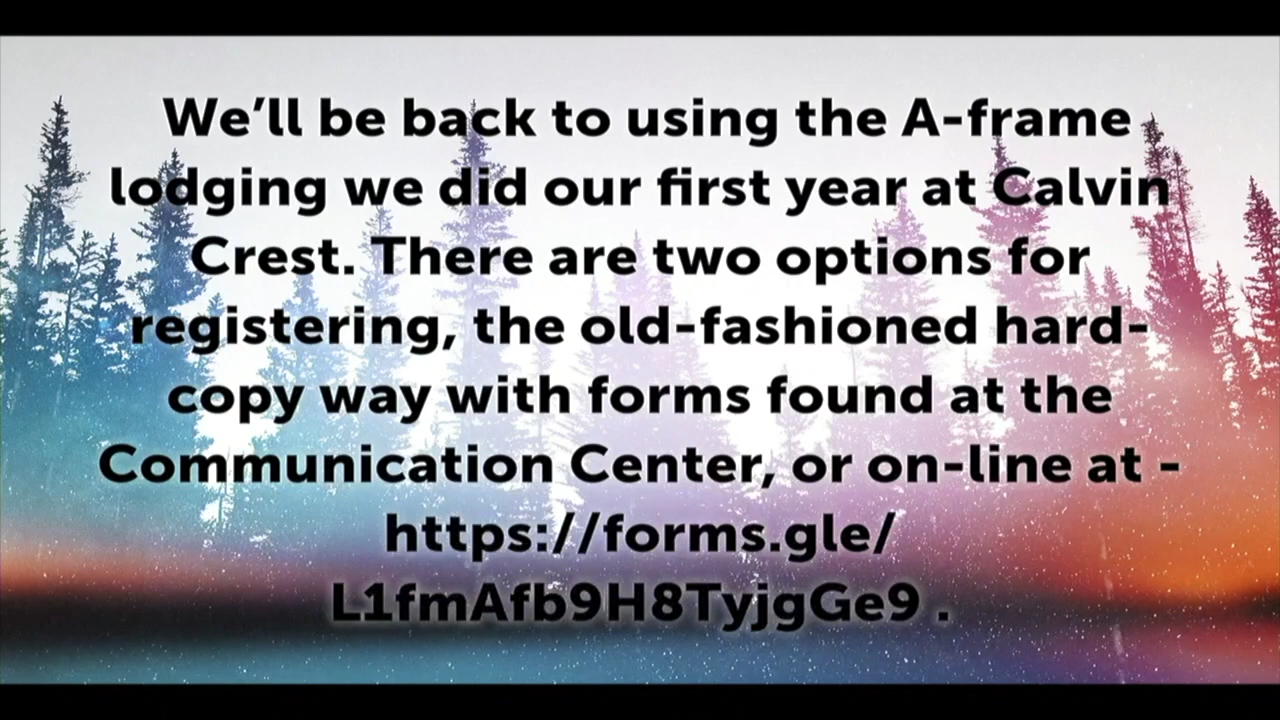 We’ll be back to using the A-frame
lodging we did our first year at Calvin
Crest. There are two options for
registering, the old-fashioned hard-
copy way with forms found at the
Communication Center, or on-line at -
https://forms.gle/
L1fmAfb9H8TyjgGe9 .